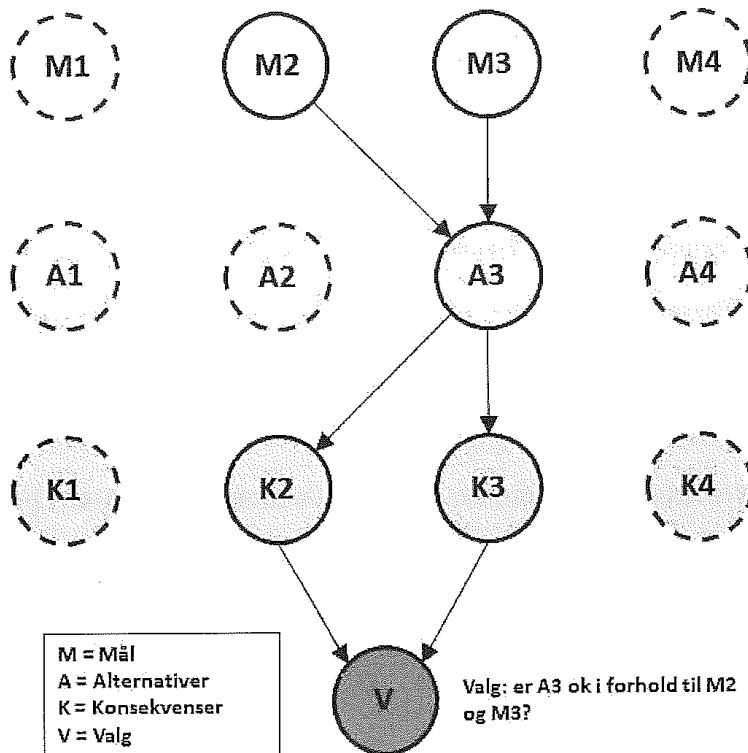 M1 M2 M3 M4
A1 A2 A3 A4
K1 K2 K3 K4
V
M = Mål
A = Alternativer
K = Konsekvenser
V = Valg
Valg: er A3 ok i forhold til M2
og M3?